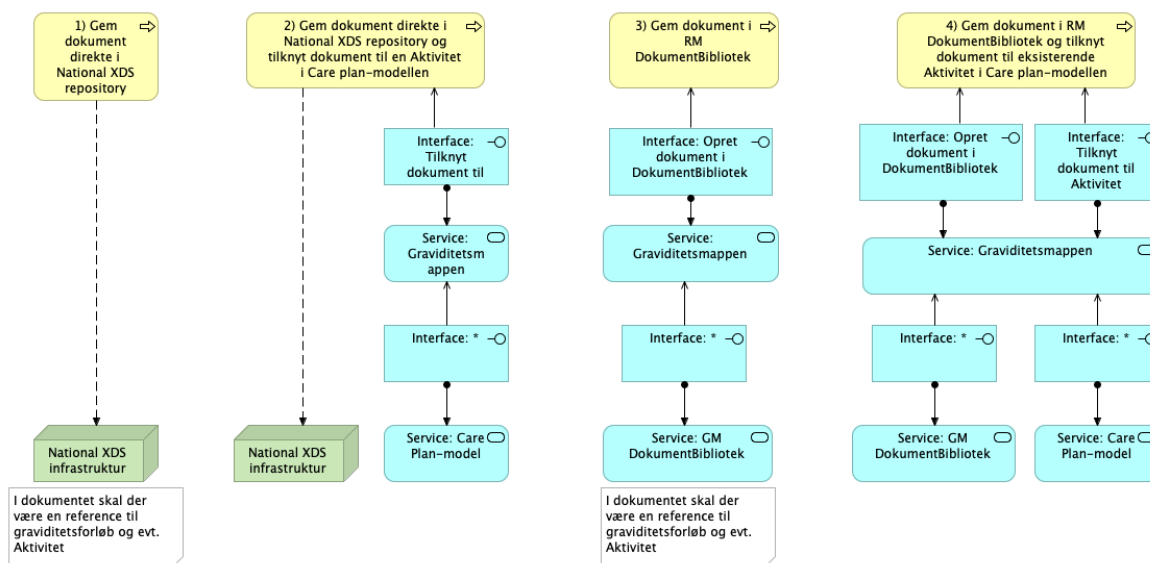 1) Gem
dokument
direkte i
National XDS
repository
2) Gem dokument direkte i
National XDS repository og
tilknyt dokument til en Aktivitet
i Care plan-modellen
3) Gem dokument i
RM
DokumentBibliotek
4) Gem dokument i RM
DokumentBibliotek og tilknyt
dokument til eksisterende
Aktivitet i Care plan-modellen
Interface:
Tilknyt
dokument til
Interface: Opret
dokument i
DokumentBibliotek
Interface: Opret
dokument i
DokumentBibliotek
Interface:
Tilknyt
dokument til
Aktivitet
Service:
Graviditetsm
appen
Service:
Graviditetsmappen
Service: Graviditetsmappen
Interface: *
Interface: *
Interface: *
Interface: *
National XDS
infrastruktur
National XDS
infrastruktur
Service: Care
Plan-model
Service: GM
DokumentBibliotek
Service: GM
DokumentBibliotek
Service: Care
Plan-model
I dokumentet skal der
være en reference til
graviditetsforløb og evt.
Aktivitet
I dokumentet skal der
være en reference til
graviditetsforløb og evt.
Aktivitet